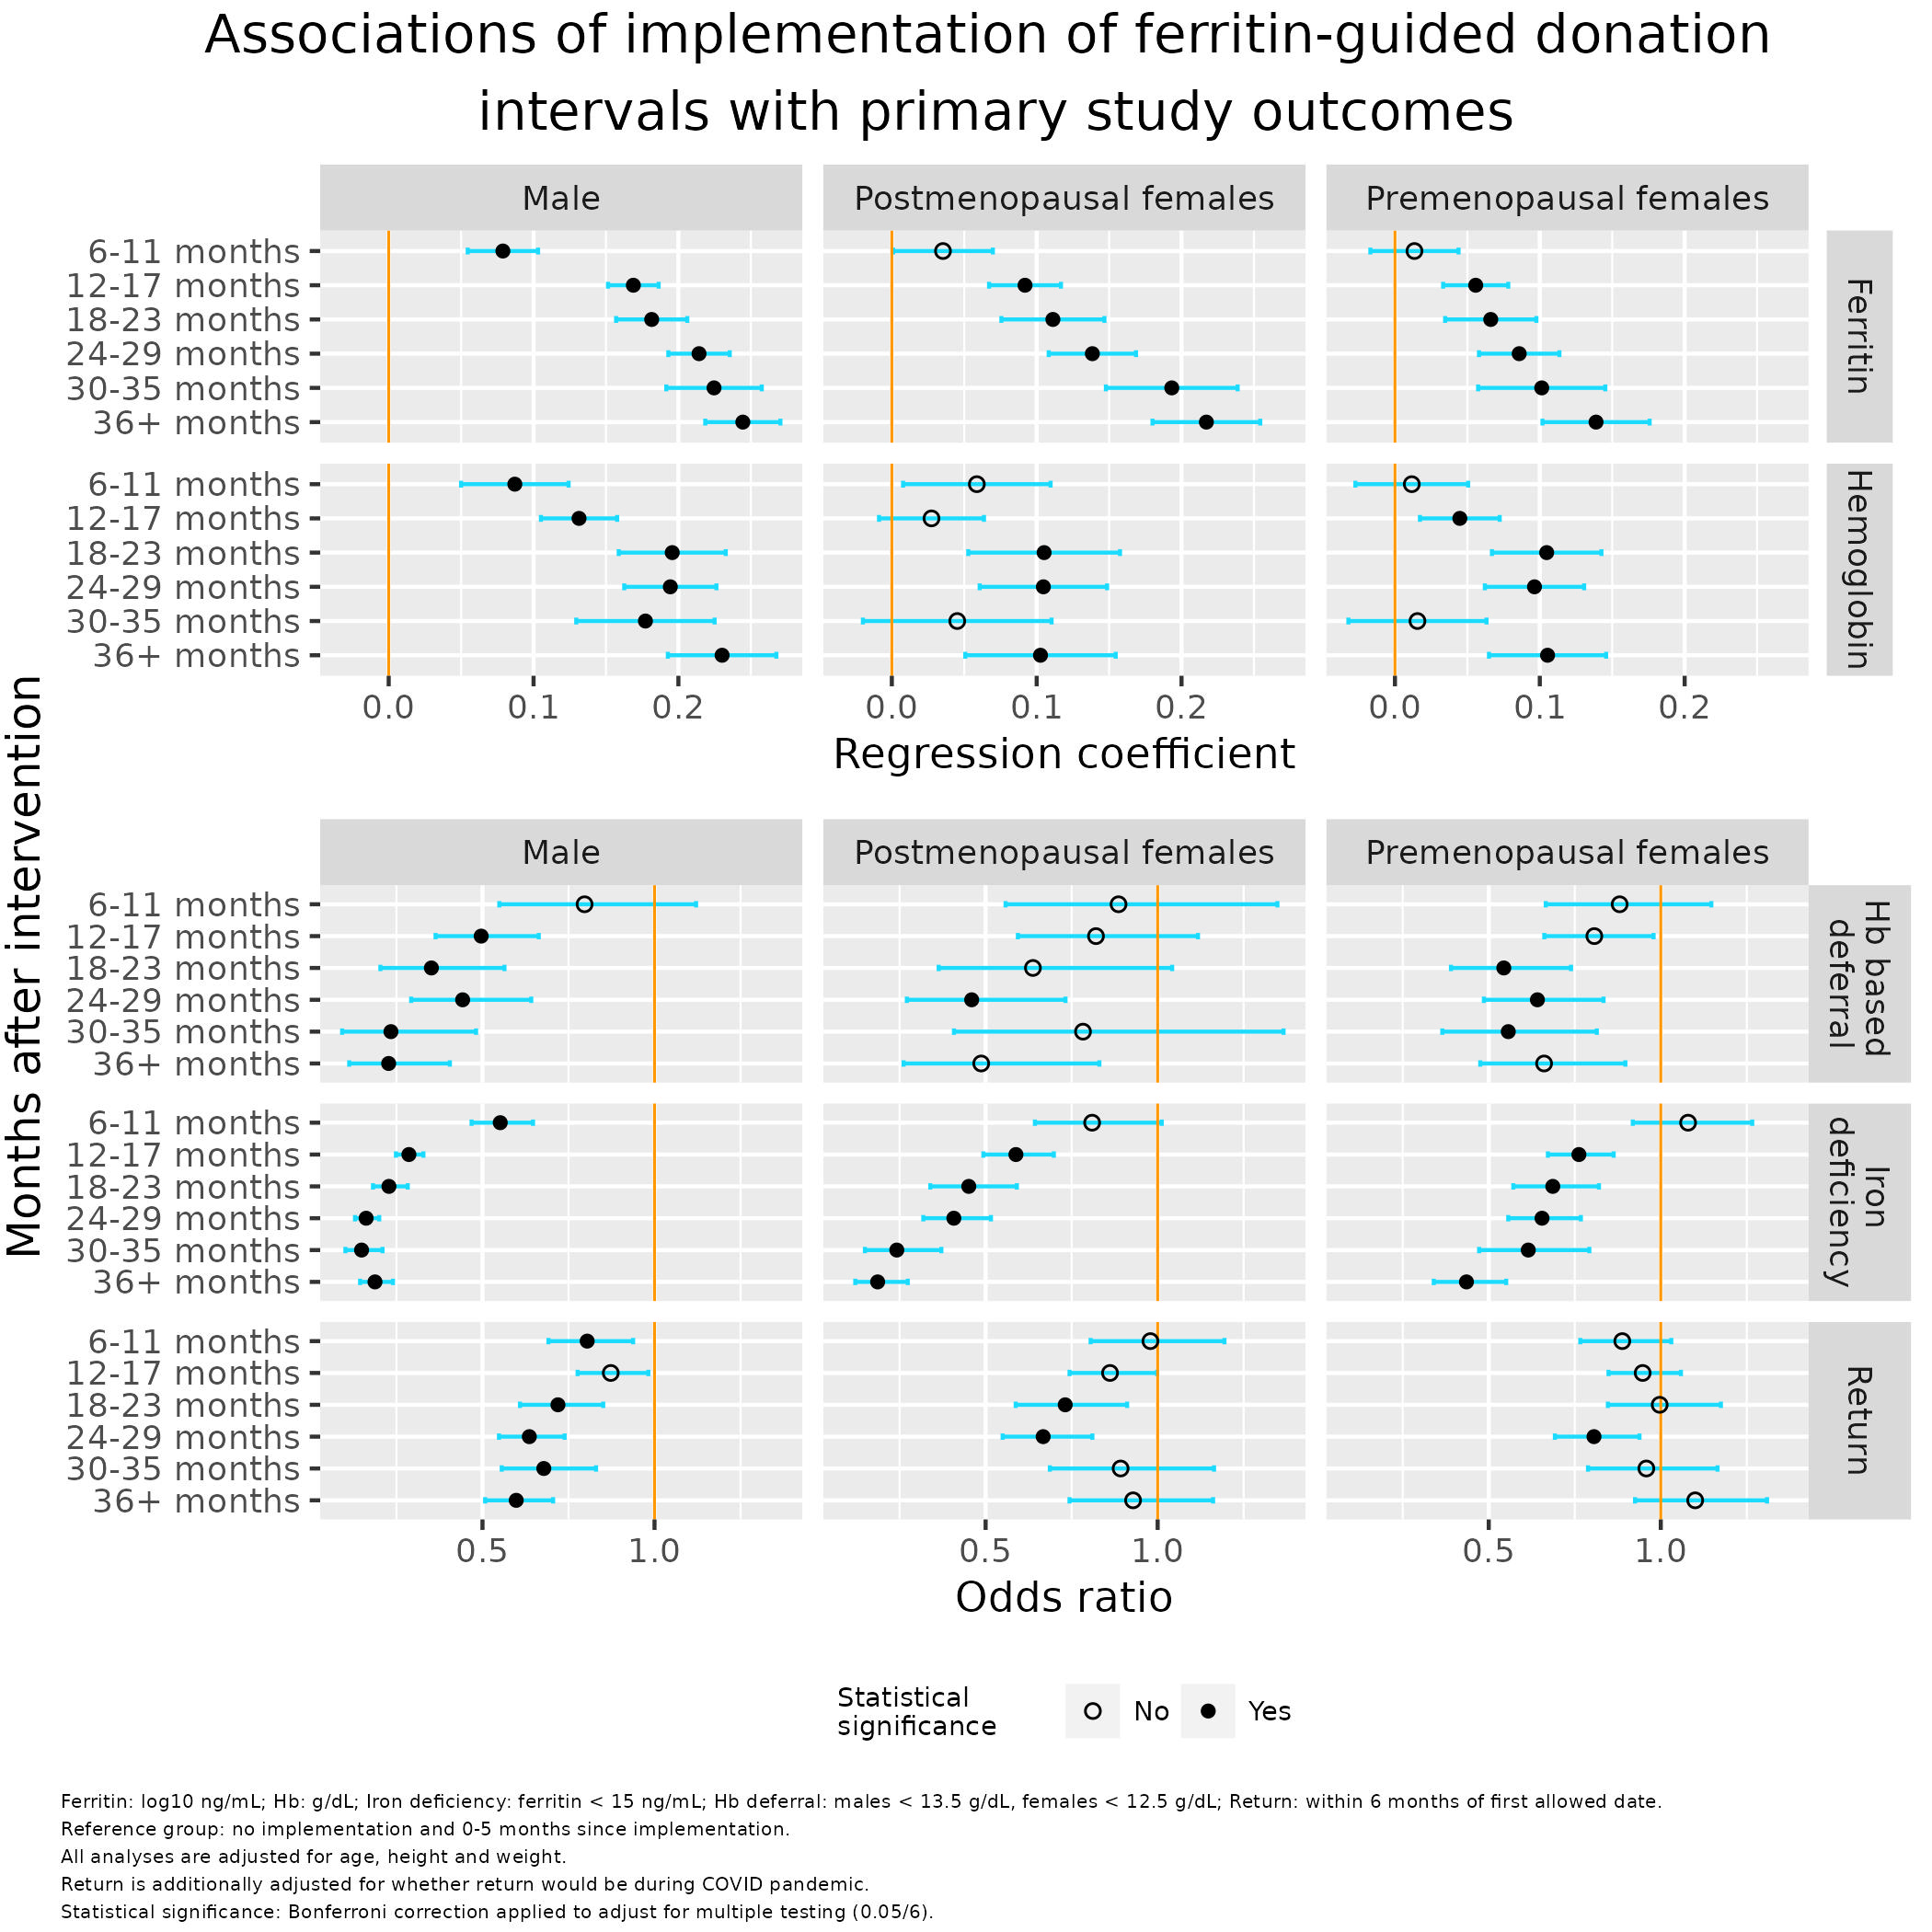 Associations of implementation of ferritin-guided donation
intervals with primary study outcomes
Male
Postmenopausal females
Premenopausal females
6-11 months
12-17 months
18-23 months
24-29 months
30-35 months
36+ months
Ferritin
6-11 months
12-17 months
18-23 months
24-29 months
30-35 months
36+ months
Hemoglobin
0.0 0.1 0.2
0.0 0.1 0.2
0.0 0.1 0.2
Regression coefficient
Months after intervention
Male
Postmenopausal females
Premenopausal females
6-11 months
12-17 months
18-23 months
24-29 months
30-35 months
36+ months
Hb based
deferral
6-11 months
12-17 months
18-23 months
24-29 months
30-35 months
36+ months
Iron
deficiency
6-11 months
12-17 months
18-23 months
24-29 months
30-35 months
36+ months
Return
0.5 1.0
0.5 1.0
0.5 1.0
Odds ratio
Statistical
significance
No
Yes
Ferritin: log10 ng/mL; Hb: g/dL; Iron deficiency: ferritin < 15 ng/mL; Hb deferral: males < 13.5 g/dL, females < 12.5 g/dL; Return: within 6 months of first allowed date.
Reference group: no implementation and 0-5 months since implementation.
All analyses are adjusted for age, height and weight.
Return is additionally adjusted for whether return would be during COVID pandemic.
Statistical significance: Bonferroni correction applied to adjust for multiple testing (0.05/6).